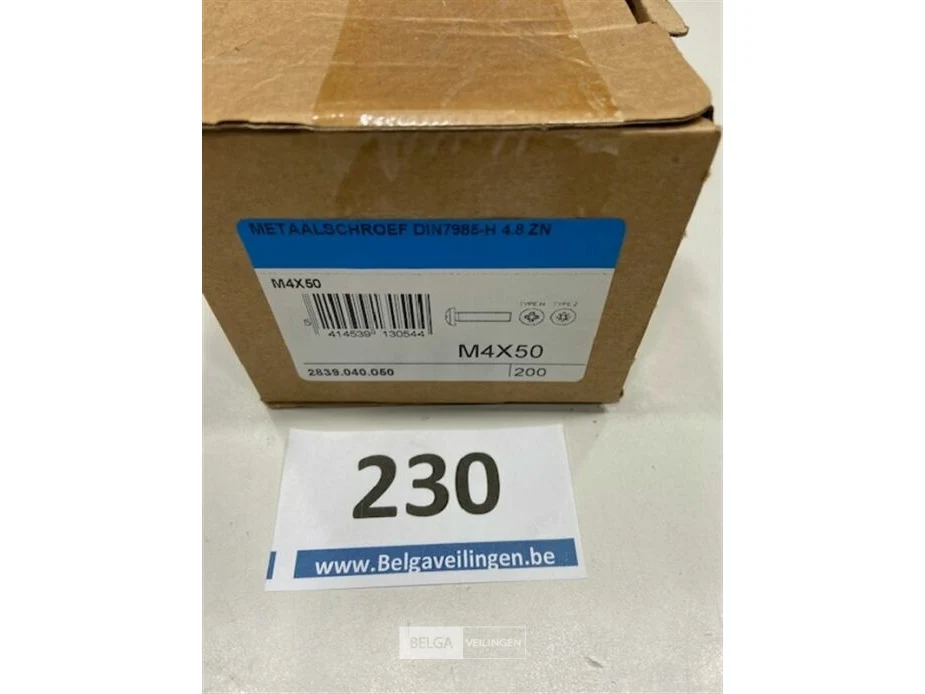 METAALSCHROEF DIN7985-H 4.8 ZN
M4X50
TYPE H TYPE Z
5 414539 130544
M4X50
2839.040.050 200
230
www.Belgaveilingen.be
BELGA VEILINGEN